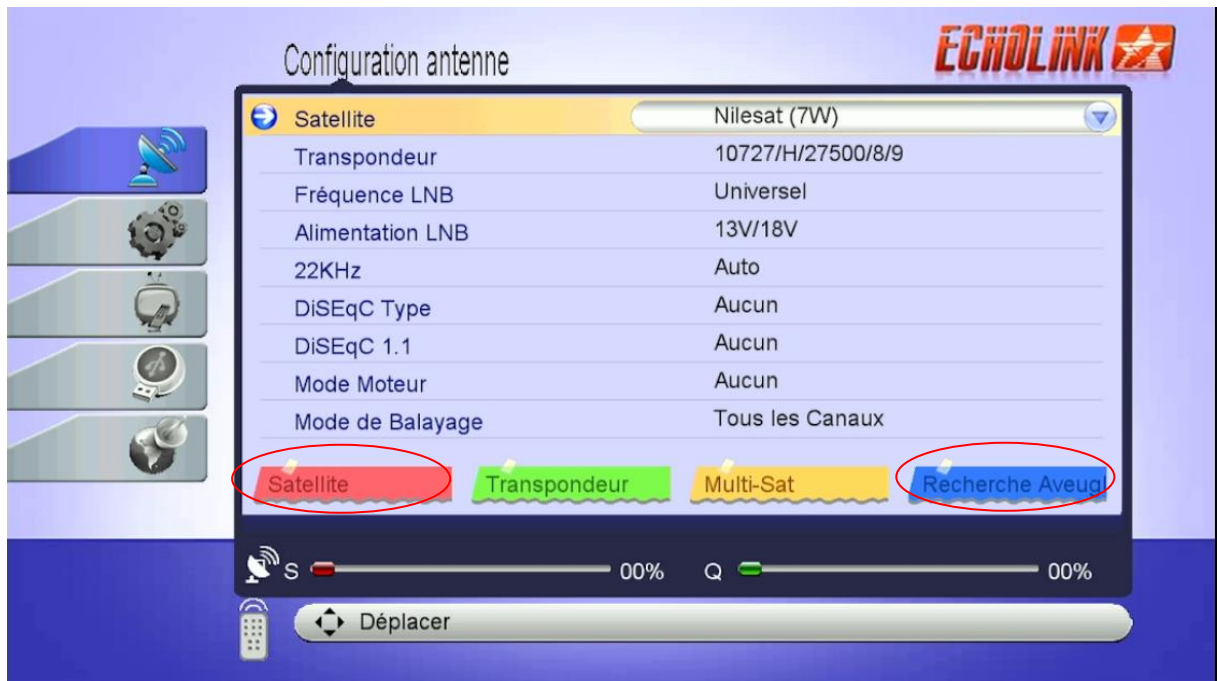 Configuration antenne
ECHOLINK
Satellite Nilesat (7W)
Transpondeur 10727/H/27500/8/9
Fréquence LNB Universel
Alimentation LNB 13V/18V
22KHz Auto
DiSEqC Type Aucun
DiSEqC 1.1 Aucun
Mode Moteur Aucun
Mode de Balayage Tous les Canaux
Satellite Transpondeur Multi-Sat Recherche Aveugl
S 00% Q 00%
Déplacer